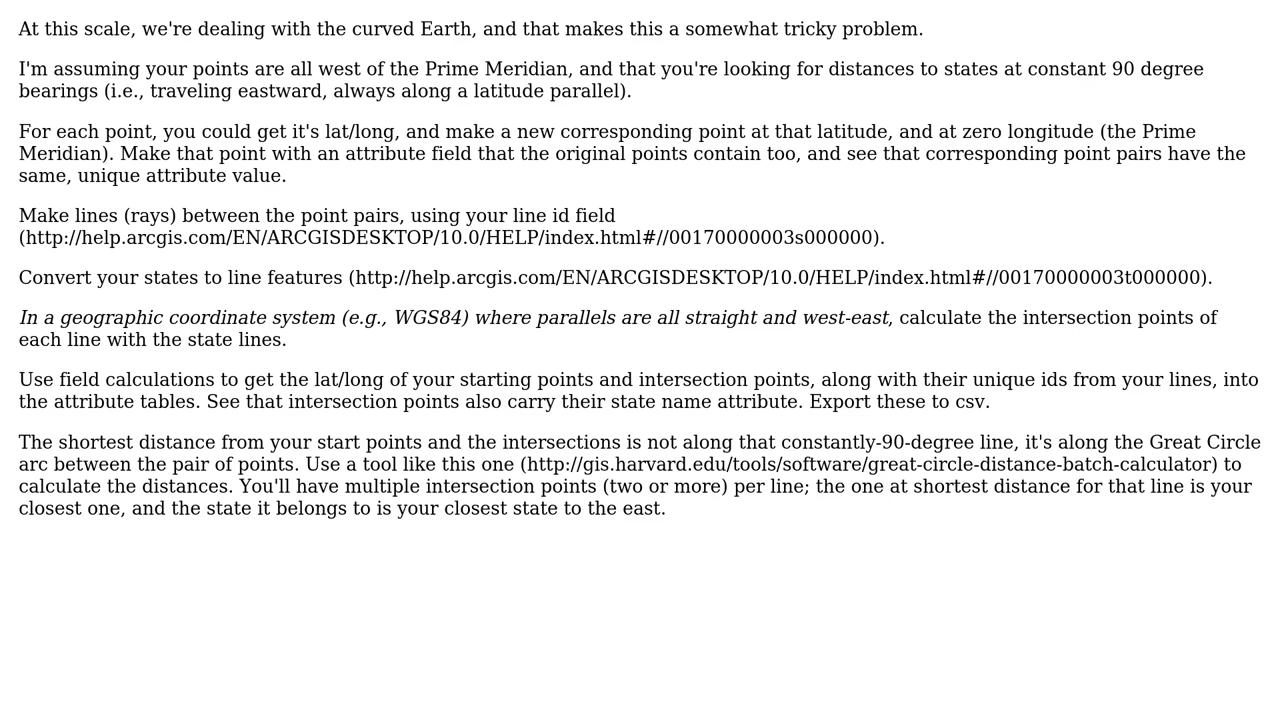 At this scale, we're dealing with the curved Earth, and that makes this a somewhat tricky problem.
I'm assuming your points are all west of the Prime Meridian, and that you're looking for distances to states at constant 90 degree
bearings (i.e., traveling eastward, always along a latitude parallel).
For each point, you could get it's lat/long, and make a new corresponding point at that latitude, and at zero longitude (the Prime
Meridian). Make that point with an attribute field that the original points contain too, and see that corresponding point pairs have the
same, unique attribute value.
Make lines (rays) between the point pairs, using your line id field
(http://help.arcgis.com/EN/ARCGISDESKTOP/10.0/HELP/index.html#//00170000003s000000).
Convert your states to line features (http://help.arcgis.com/EN/ARCGISDESKTOP/10.0/HELP/index.html#//00170000003t000000).
In a geographic coordinate system (e.g., WGS84) where parallels are all straight and west-east, calculate the intersection points of
each line with the state lines.
Use field calculations to get the lat/long of your starting points and intersection points, along with their unique ids from your lines, into
the attribute tables. See that intersection points also carry their state name attribute. Export these to csv.
The shortest distance from your start points and the intersections is not along that constantly-90-degree line, it's along the Great Circle
arc between the pair of points. Use a tool like this one (http://gis.harvard.edu/tools/software/great-circle-distance-batch-calculator) to
calculate the distances. You'll have multiple intersection points (two or more) per line; the one at shortest distance for that line is your
closest one, and the state it belongs to is your closest state to the east.